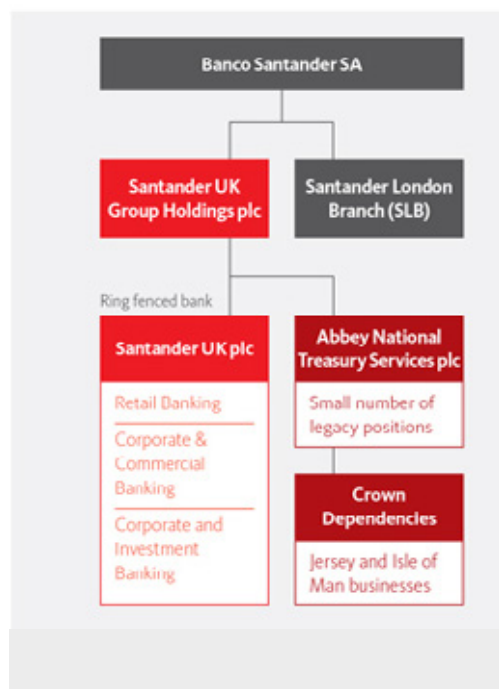 Banco Santander SA
Santander UK
Group Holdings plc
Santander London
Branch (SLB)
Ring fenced bank
Santander UK plc
Retail Banking
Corporate &
Commercial
Banking
Corporate and
Investment
Banking
Abbey National
Treasury Services plc
Small number of
legacy positions
Crown
Dependencies
Jersey and Isle of
Man businesses